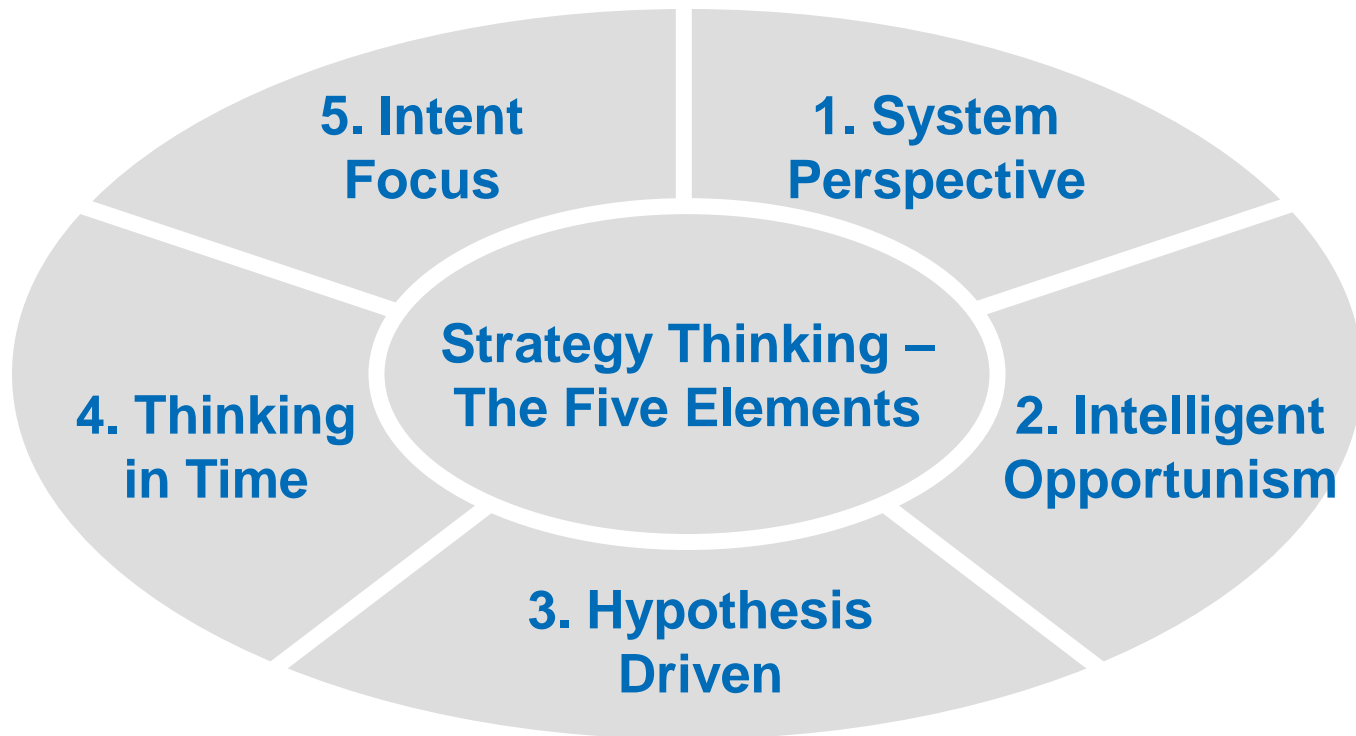 Strategy Thinking –
The Five Elements
1. System
Perspective
2. Intelligent
Opportunism
3. Hypothesis
Driven
4. Thinking
in Time
5. Intent
Focus